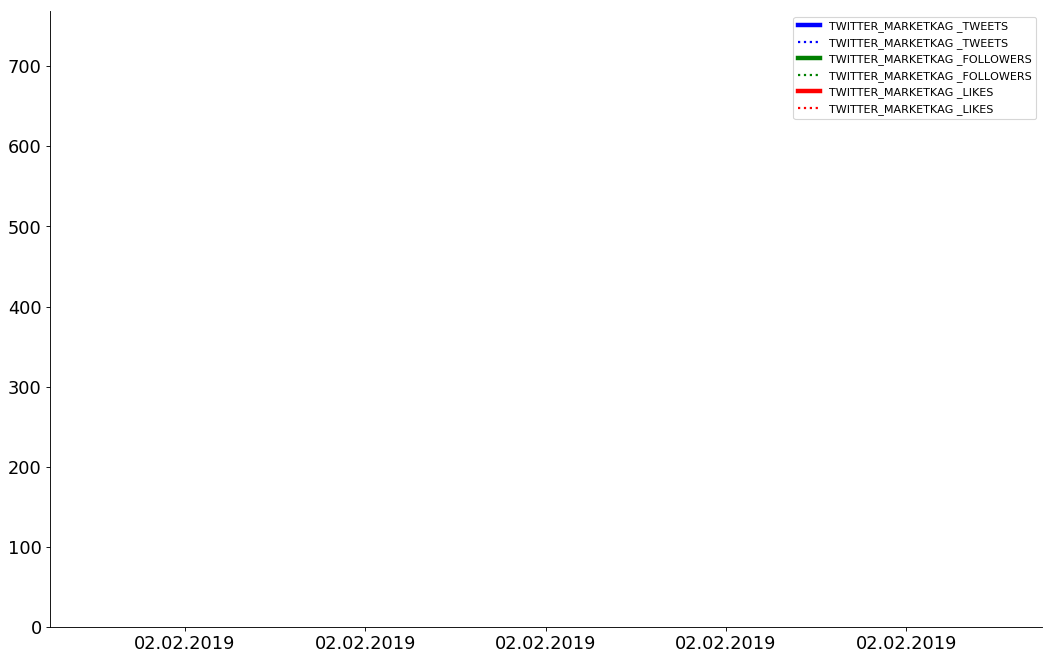 TWITTER_MARKETKAG _TWEETS
TWITTER_MARKETKAG _TWEETS
TWITTER_MARKETKAG _FOLLOWERS
TWITTER_MARKETKAG _FOLLOWERS
TWITTER_MARKETKAG _LIKES
TWITTER_MARKETKAG _LIKES
700
600
500
400
300
200
100
0
02.02.2019 02.02.2019 02.02.2019 02.02.2019 02.02.2019